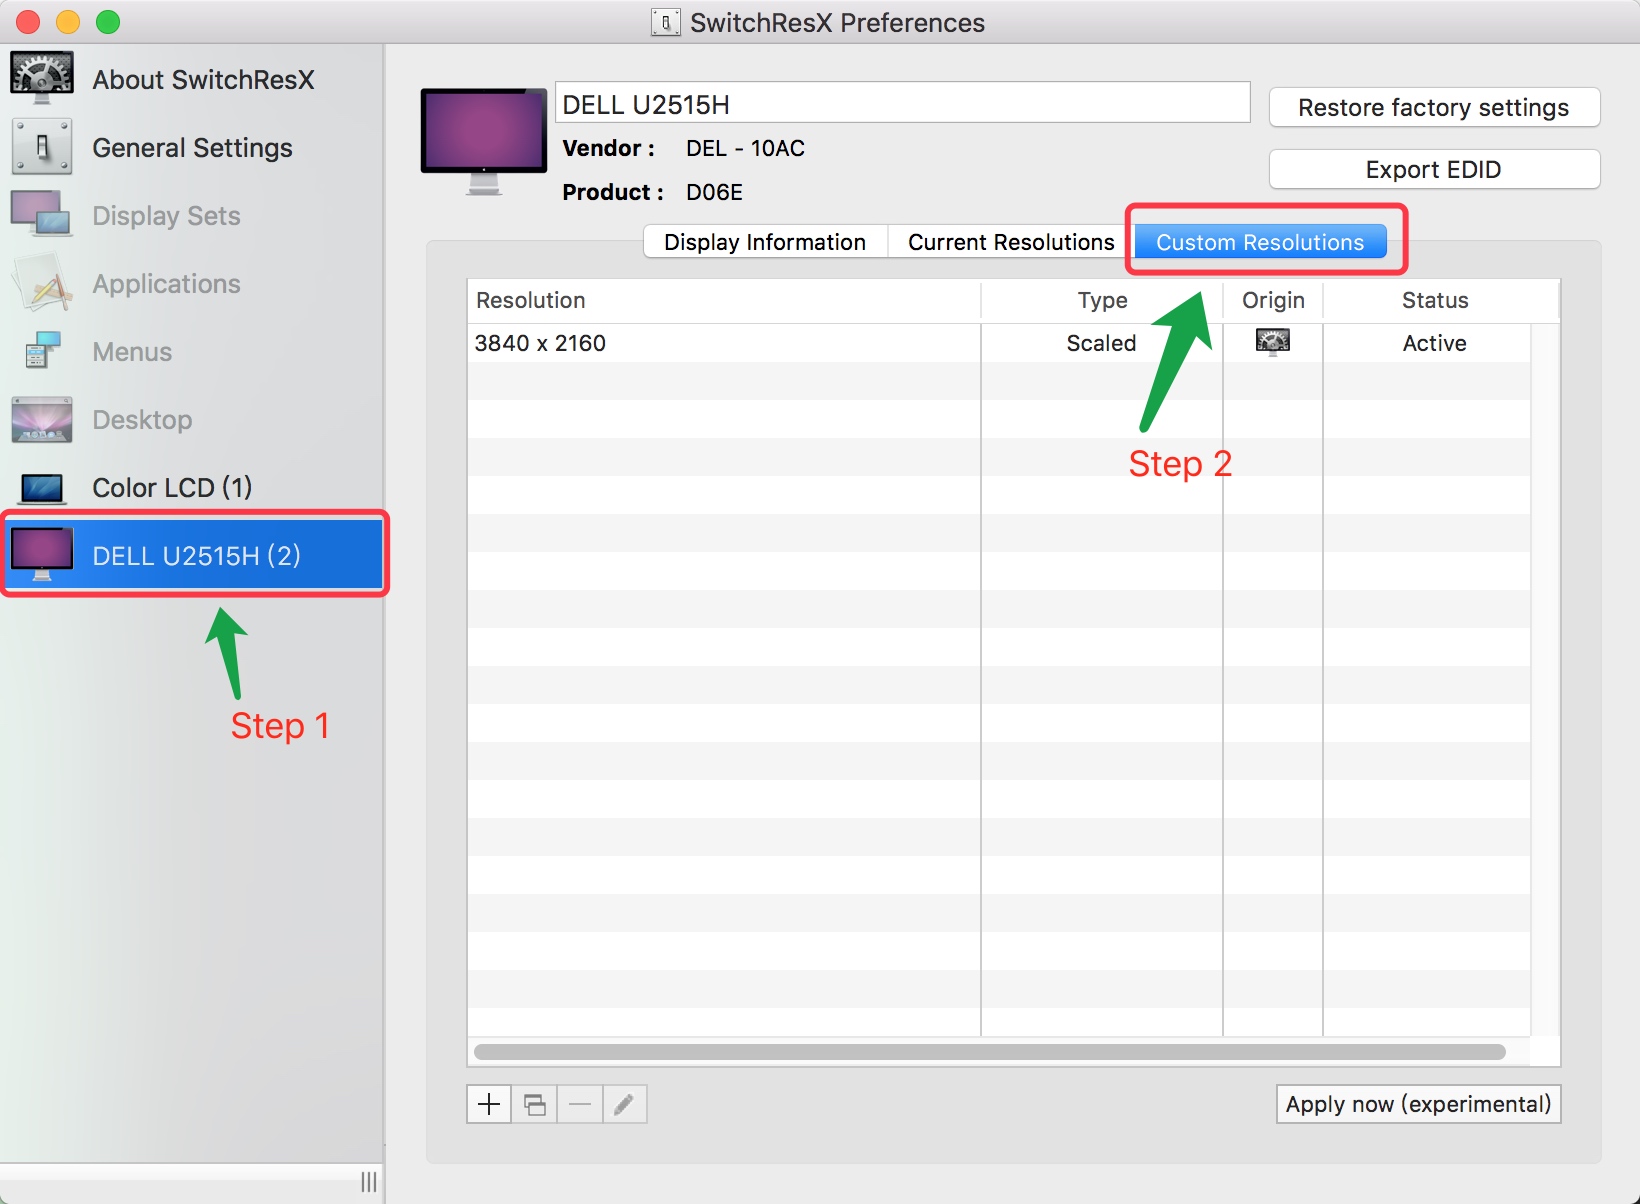 SwitchResX Preferences
About SwitchResX
General Settings
Display Sets
Applications
Menus
Desktop
Color LCD (1)
DELL U2515H (2)
Step 1
DELL U2515H
Vendor : DEL - 10AC
Product : D06E
Restore factory settings
Export EDID
Display Information Current Resolutions Custom Resolutions
Resolution Type Origin Status
3840 x 2160 Scaled Active
Step 2
Apply now (experimental)